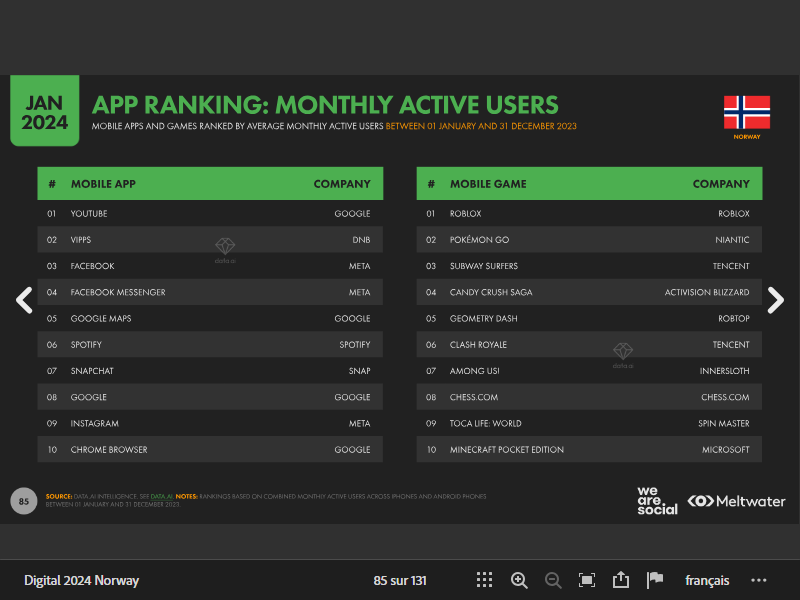 JAN
2024
APP RANKING: MONTHLY ACTIVE USERS
MOBILE APPS AND GAMES RANKED BY AVERAGE MONTHLY ACTIVE USERS BETWEEN 01 JANUARY AND 31 DECEMBER 2023
NORWAY
# MOBILE APP COMPANY
01 YOUTUBE GOOGLE
02 VIPPS DNB
03 FACEBOOK META
04 FACEBOOK MESSENGER META
05 GOOGLE MAPS GOOGLE
06 SPOTIFY SPOTIFY
07 SNAPCHAT SNAP
08 GOOGLE GOOGLE
09 INSTAGRAM META
10 CHROME BROWSER GOOGLE
data.ai
# MOBILE GAME COMPANY
01 ROBLOX ROBLOX
02 POKÉMON GO NIANTIC
03 SUBWAY SURFERS TENCENT
04 CANDY CRUSH SAGA ACTIVISION BLIZZARD
05 GEOMETRY DASH ROBTOP
06 CLASH ROYALE TENCENT
07 AMONG US! INNERSLOTH
08 CHESS.COM CHESS.COM
09 TOCA LIFE: WORLD SPIN MASTER
10 MINECRAFT POCKET EDITION MICROSOFT
data.ai
85
SOURCE: DATA.AI INTELLIGENCE. SEE DATA.AI. NOTES: RANKINGS BASED ON COMBINED MONTHLY ACTIVE USERS ACROSS IPHONES AND ANDROID PHONES
BETWEEN 01 JANUARY AND 31 DECEMBER 2023.
we
are
social
Meltwater
Digital 2024 Norway
85 sur 131
français